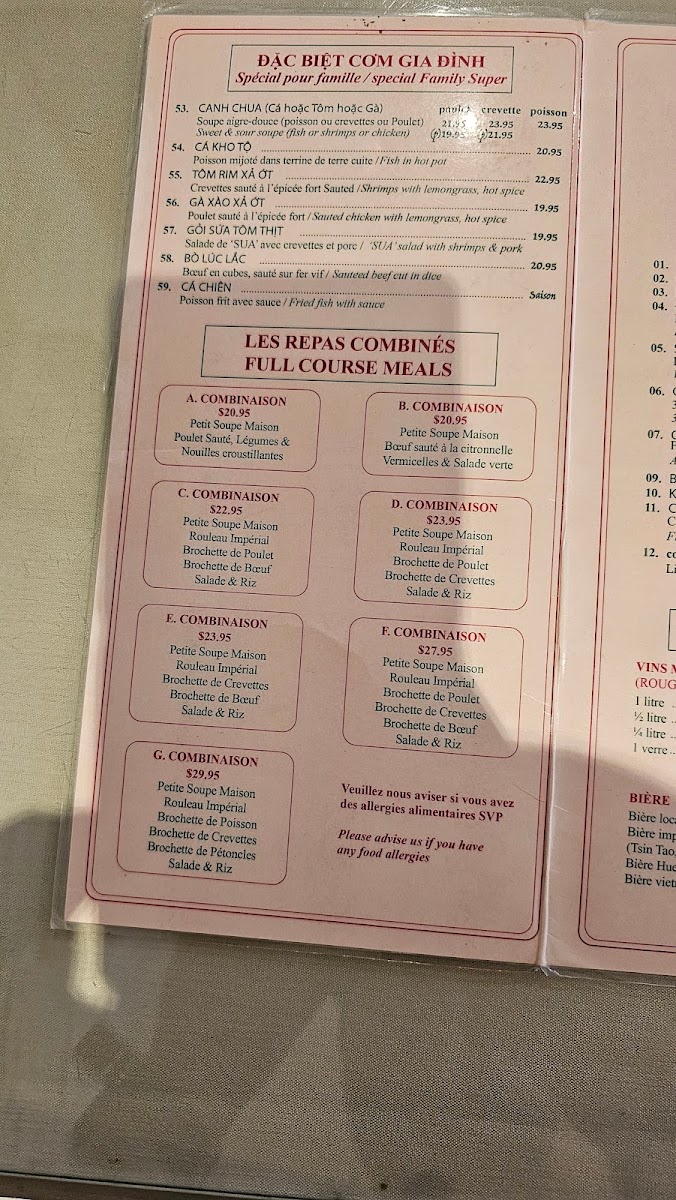 ĐẶC BIỆT CƠM GIA ĐÌNH
Spécial pour famille / special Family Super
53. CANH CHUA (Cá hoặc Tôm hoặc Gà) poulet crevette poisson
Soupe aigre-douce (poisson ou crevettes ou Poulet) 21.95 23.95 23.95
Sweet & sour soupe (fish or shrimps or chicken) (p)19.95 (p)21.95
54. CÁ KHO TỘ 20.95
Poisson mijoté dans terrine de terre cuite / Fish in hot pot
55. TÔM RIM XẢ ỚT 22.95
Crevettes sauté à l'épicée fort Sauted / Shrimps with lemongrass, hot spice
56. GÀ XÀO XẢ ỚT 19.95
Poulet sauté à l'épicée fort / Sauted chicken with lemongrass, hot spice
57. GỎI SỨA TÔM THỊT 19.95
Salade de 'SUA' avec crevettes et porc / 'SUA' salad with shrimps & pork
58. BÒ LÚC LẮC 20.95
Bœuf en cubes, sauté sur fer vif / Sauteed beef cut in dice
59. CÁ CHIÊN Saison
Poisson frit avec sauce / Fried fish with sauce
LES REPAS COMBINÉS
FULL COURSE MEALS
A. COMBINAISON
$20.95
Petit Soupe Maison
Poulet Sauté, Légumes &
Nouilles croustillantes
B. COMBINAISON
$20.95
Petite Soupe Maison
Bœuf sauté à la citronnelle
Vermicelles & Salade verte
C. COMBINAISON
$22.95
Petite Soupe Maison
Rouleau Impérial
Brochette de Poulet
Brochette de Bœuf
Salade & Riz
D. COMBINAISON
$23.95
Petite Soupe Maison
Rouleau Impérial
Brochette de Poulet
Brochette de Crevettes
Salade & Riz
E. COMBINAISON
$23.95
Petite Soupe Maison
Rouleau Impérial
Brochette de Crevettes
Brochette de Bœuf
Salade & Riz
F. COMBINAISON
$27.95
Petite Soupe Maison
Rouleau Impérial
Brochette de Poulet
Brochette de Crevettes
Brochette de Bœuf
Salade & Riz
G. COMBINAISON
$29.95
Petite Soupe Maison
Rouleau Impérial
Brochette de Poisson
Brochette de Crevettes
Brochette de Pétoncles
Salade & Riz
Veuillez nous aviser si vous avez
des allergies alimentaires SVP
Please advise us if you have
any food allergies
01.
02.
03.
04.
05.
06.
07.
09. B
10. K
11. C
12. co
Li
VINS M
(ROUG
1 litre
½ litre
¼ litre
1 verre
BIÈRE
Bière loca
Bière imp
(Tsin Tao,
Bière Hue
Bière viet